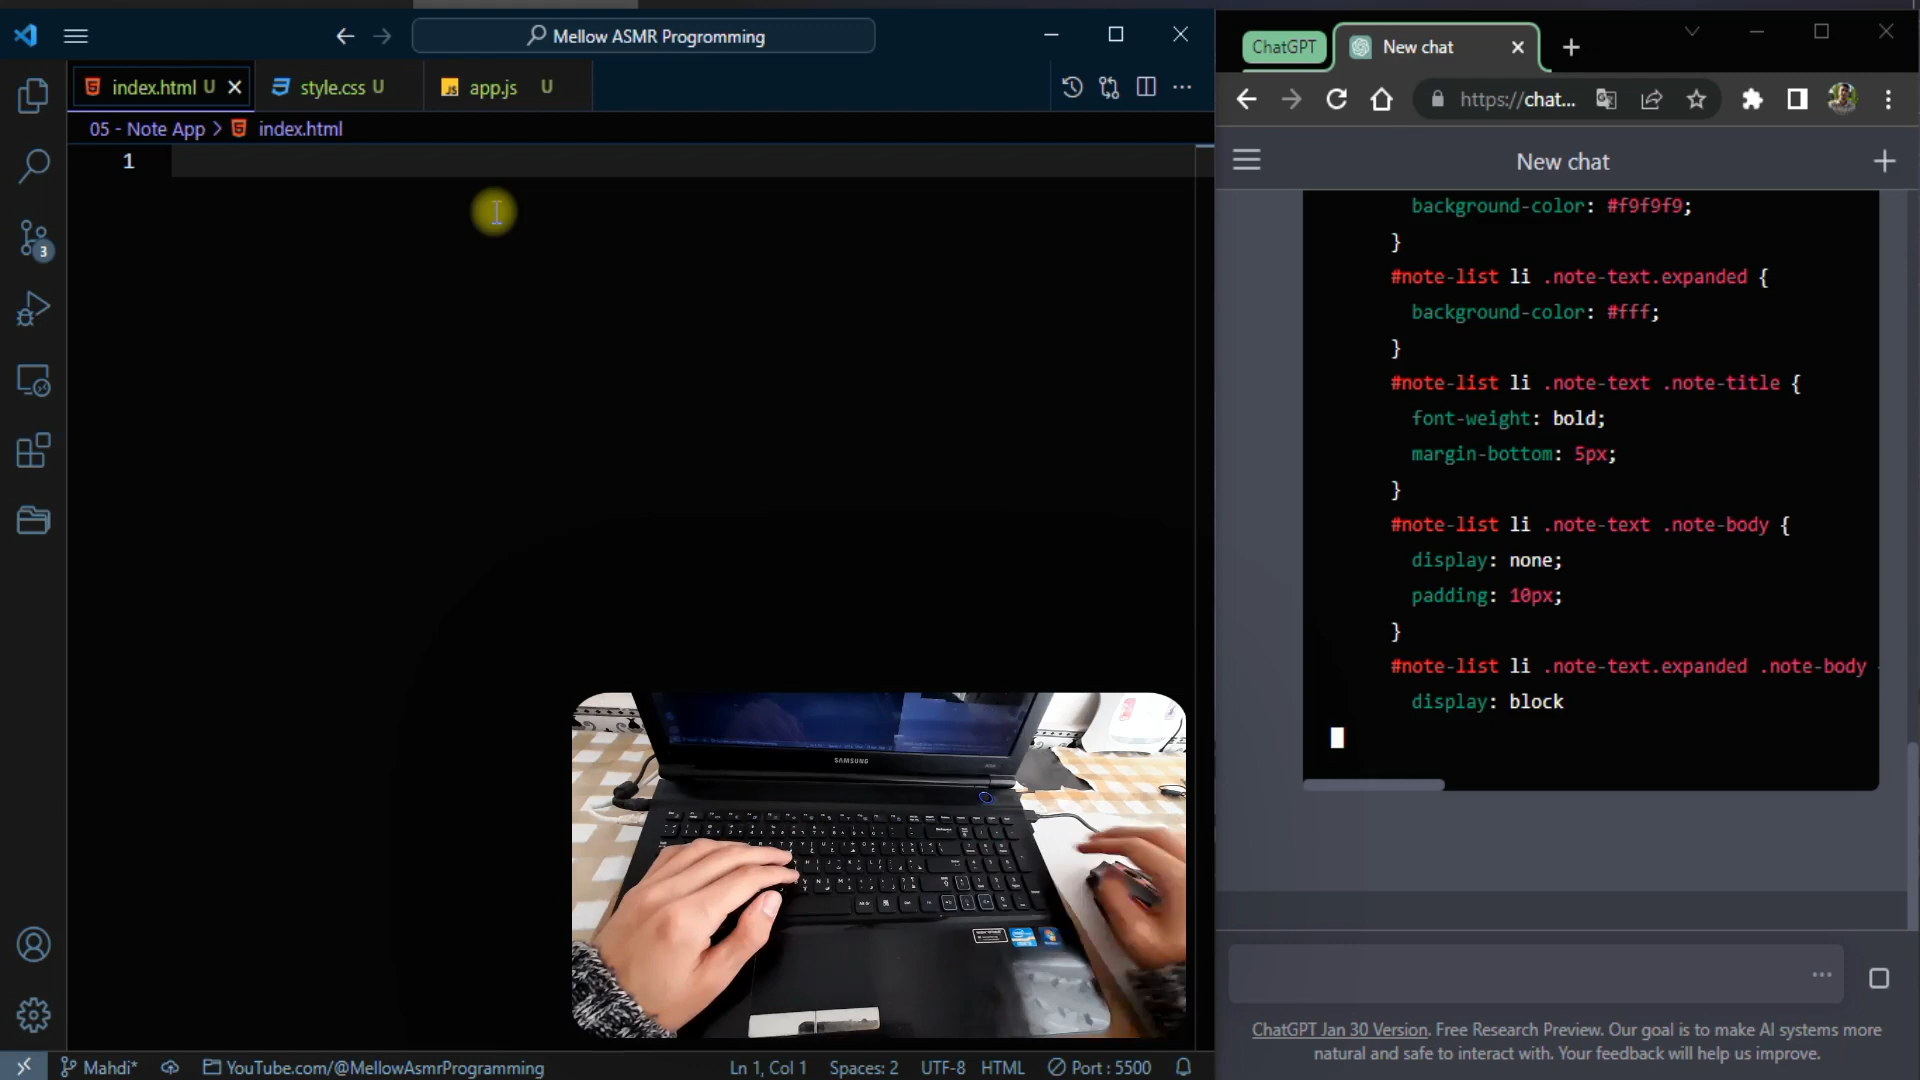 Mellow ASMR Progromming
index.html U
style.css U
app.js U
05 - Note App > index.html
1
3
SAMSUNG
Mahdi*
YouTube.com/@MellowAsmrProgromming
Ln 1, Col 1
Spaces: 2
UTF-8
HTML
Port : 5500
ChatGPT
New chat
https://chat...
New chat
background-color: #f9f9f9;
}
#note-list li .note-text.expanded {
background-color: #fff;
}
#note-list li .note-text .note-title {
font-weight: bold;
margin-bottom: 5px;
}
#note-list li .note-text .note-body {
display: none;
padding: 10px;
}
#note-list li .note-text.expanded .note-body
display: block
ChatGPT Jan 30 Version. Free Research Preview. Our goal is to make AI systems more
natural and safe to interact with. Your feedback will help us improve.